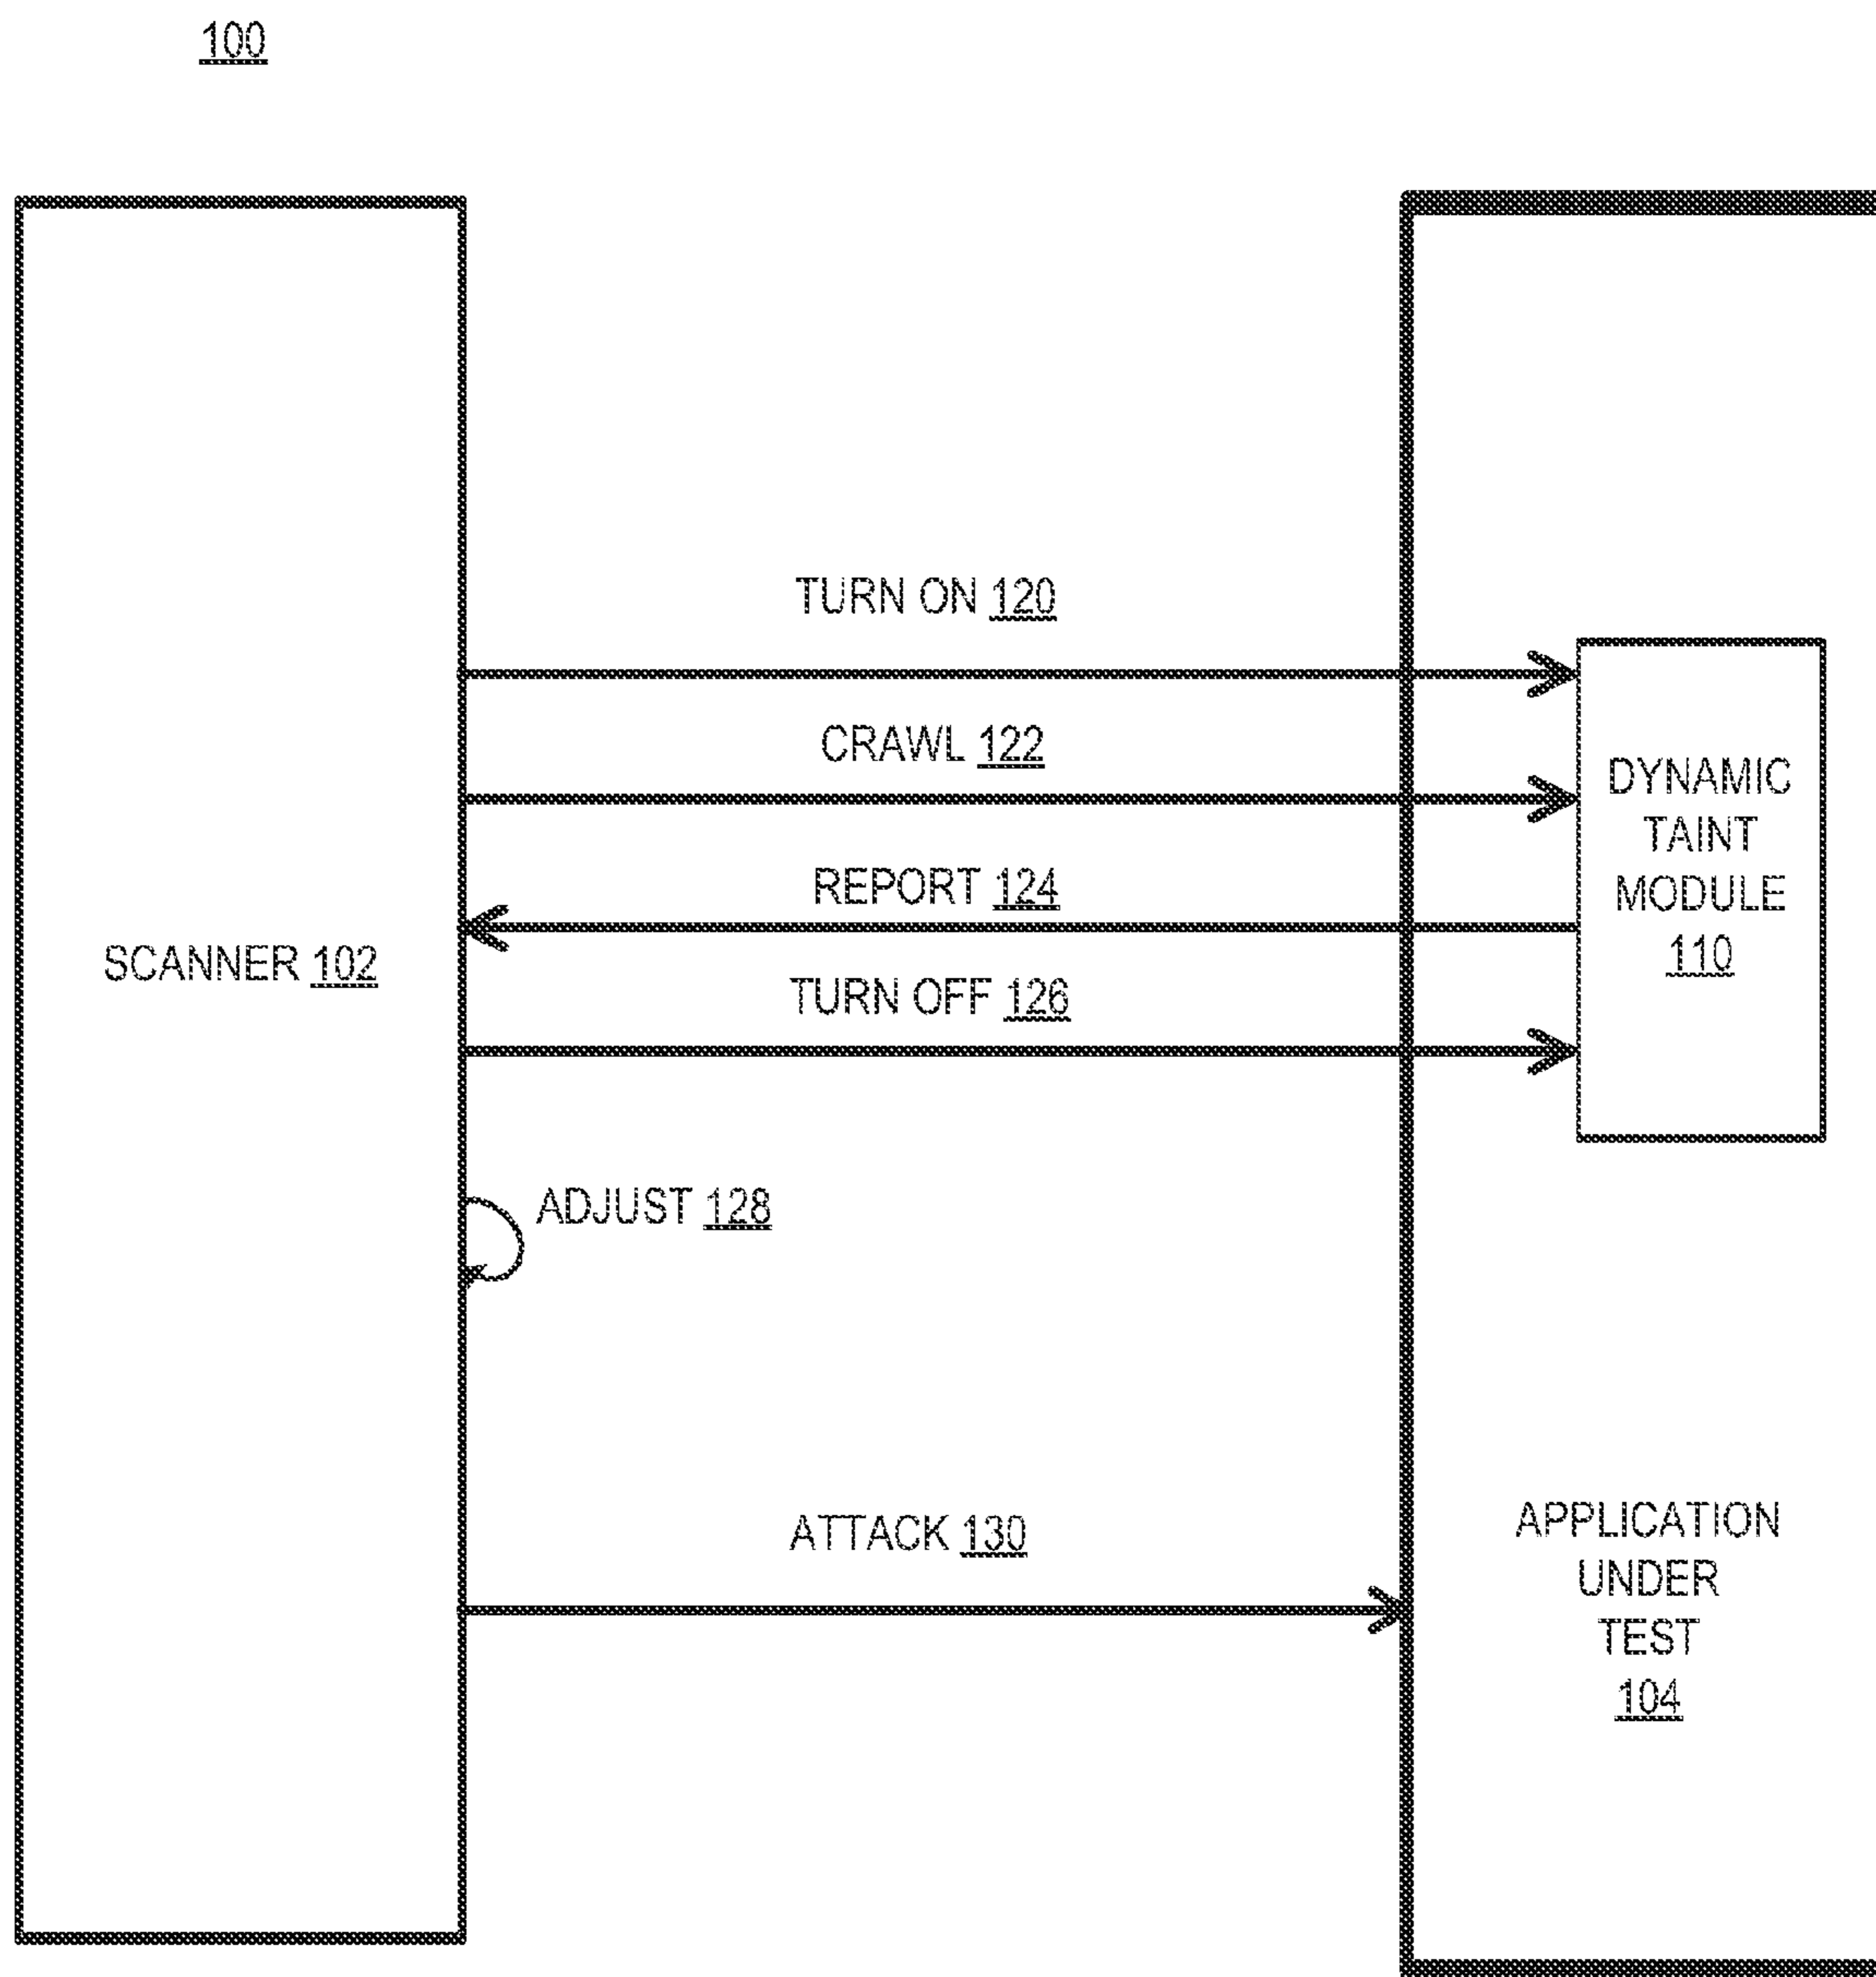 100
TURN ON 120
CRAWL 122
REPORT 124
SCANNER 102
TURN OFF 126
DYNAMIC
TAINT
MODULE
110
ADJUST 128
ATTACK 130
APPLICATION
UNDER
TEST
104